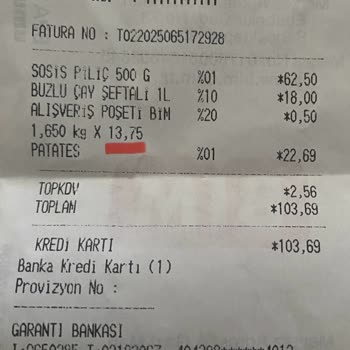 FATURA NO : T022025065172928
SOSİS PİLİÇ 500 G %01 *62,50
BUZLU ÇAY ŞEFTALİ 1L %10 *18,00
ALIŞVERİŞ POŞETİ BİM %20 *0,50
1,650 kg X 13,75
PATATES %01 *22,69
TOPKDV *2,56
TOPLAM *103,69
KREDİ KARTI *103,69
Banka Kredi Kartı (1)
Provizyon No :
GARANTİ BANKASI